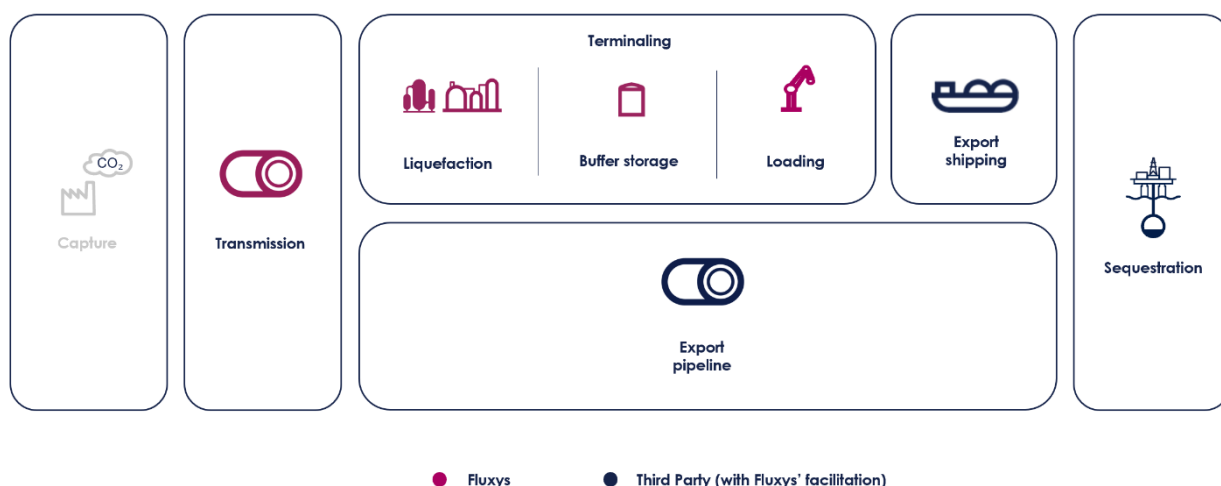 CO₂
Capture
Transmission
Terminaling
Liquefaction
Buffer storage
Loading
Export
shipping
Export
pipeline
Sequestration
Fluxys
Third Party (with Fluxys' facilitation)